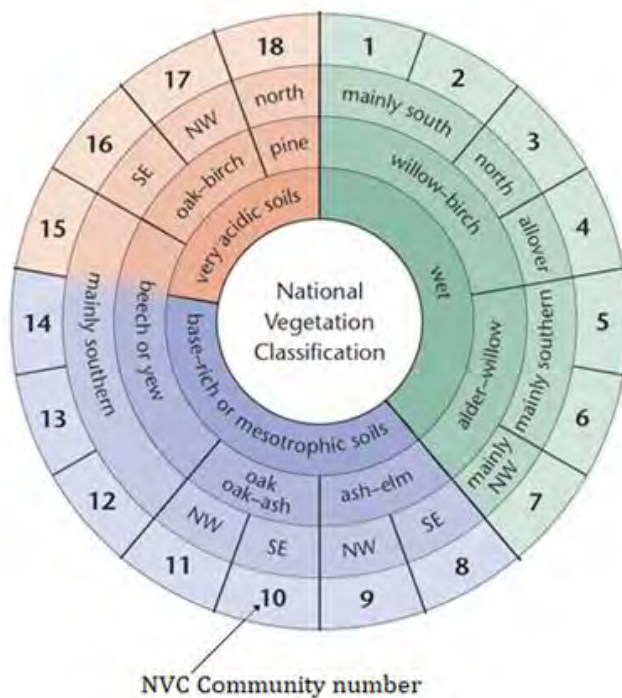 1
2
3
4
5
6
7
8
9
10
11
12
13
14
15
16
17
18
mainly south
north
allover
mainly southern
mainly
NW
SE
NW
SE
NW
mainly southern
SE
NW
north
willow–birch
alder–willow
ash–elm
oak
oak–ash
beech or yew
oak–birch
pine
wet
base–rich or mesotrophic soils
very acidic soils
National
Vegetation
Classification
NVC Community number